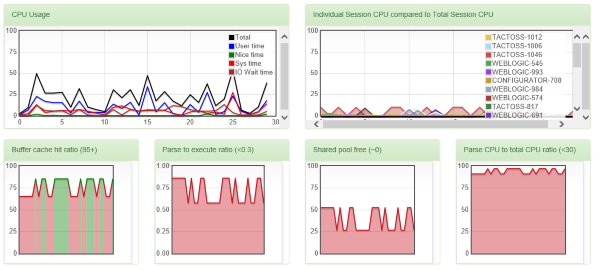 CPU Usage
100
75
50
25
0
0 5 10 15 20 25 30
Total
User time
Nice time
Sys time
IO Wait time
Individual Session CPU compared to Total Session CPU
100
75
50
25
0
TACTOSS-1012
TACTOSS-1006
TACTOSS-1046
WEBLOGIC-545
WEBLOGIC-993
CONFIGURATOR-708
WEBLOGIC-984
WEBLOGIC-574
TACTOSS-817
WEBLOGIC-691
Buffer cache hit ratio (95+)
100
75
50
25
0
Parse to execute ratio (<0.3)
1.00
0.75
0.50
0.25
0.00
Shared pool free (~0)
100
75
50
25
0
Parse CPU to total CPU ratio (<30)
100
75
50
25
0